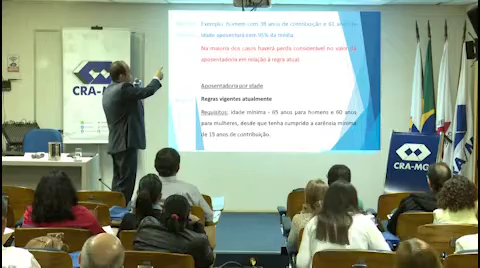 Exemplo: Homem com 38 anos de contribuição e 61 anos de
idade aposentará com 95% da média.
Na maioria dos casos haverá perda considerável no valor da
aposentadoria em relação à regra atual.
Aposentadoria por idade
Regras vigentes atualmente
Requisitos: idade mínima - 65 anos para homens e 60 anos
para mulheres, desde que tenha cumprido a carência mínima
de 15 anos de contribuição.
CRA-MG
CRA-MG